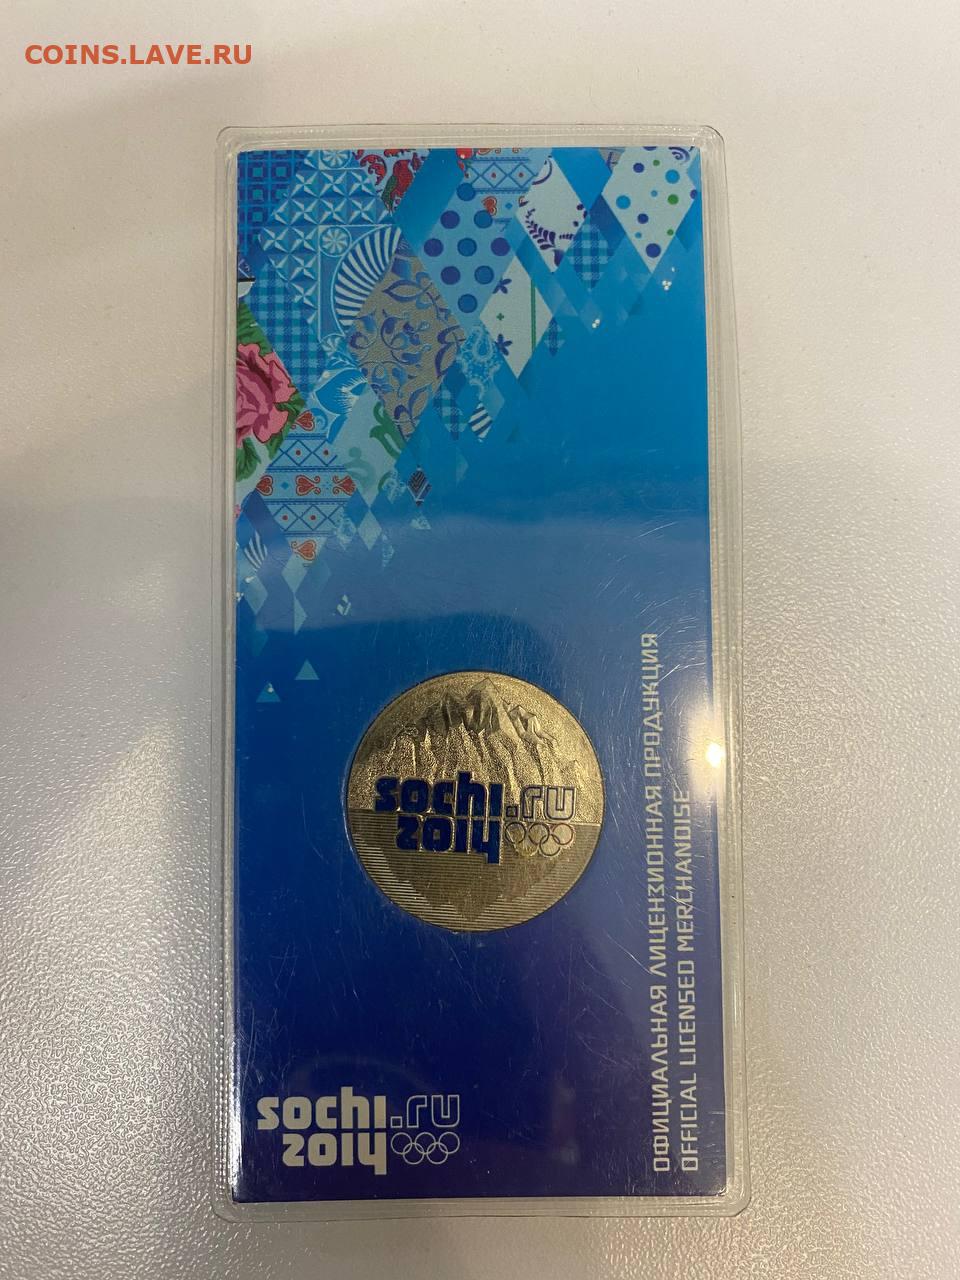 COINS.LAVE.RU
sochi.ru
2014
sochi.ru
2014
ОФИЦИАЛЬНАЯ ЛИЦЕНЗИОННАЯ ПРОДУКЦИЯ
OFFICIAL LICENSED MERCHANDISE